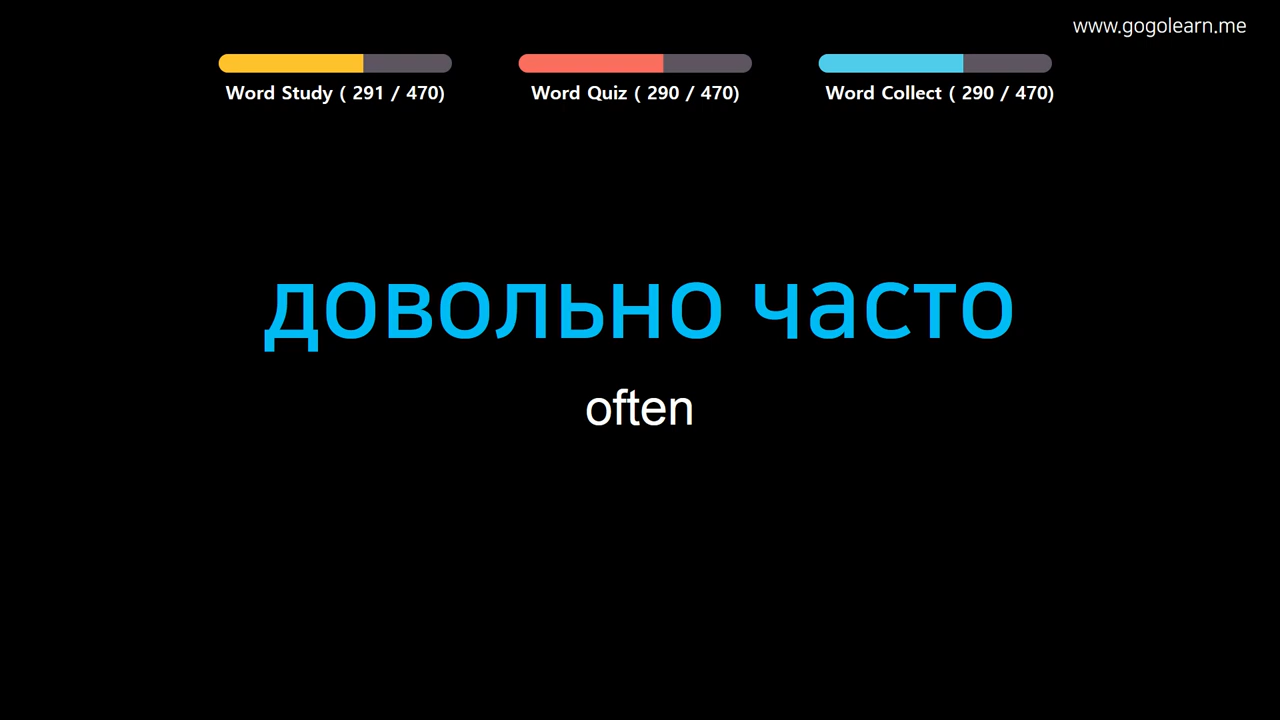 www.gogolearn.me
Word Study ( 291 / 470)
Word Quiz ( 290 / 470)
Word Collect ( 290 / 470)
довольно часто
often